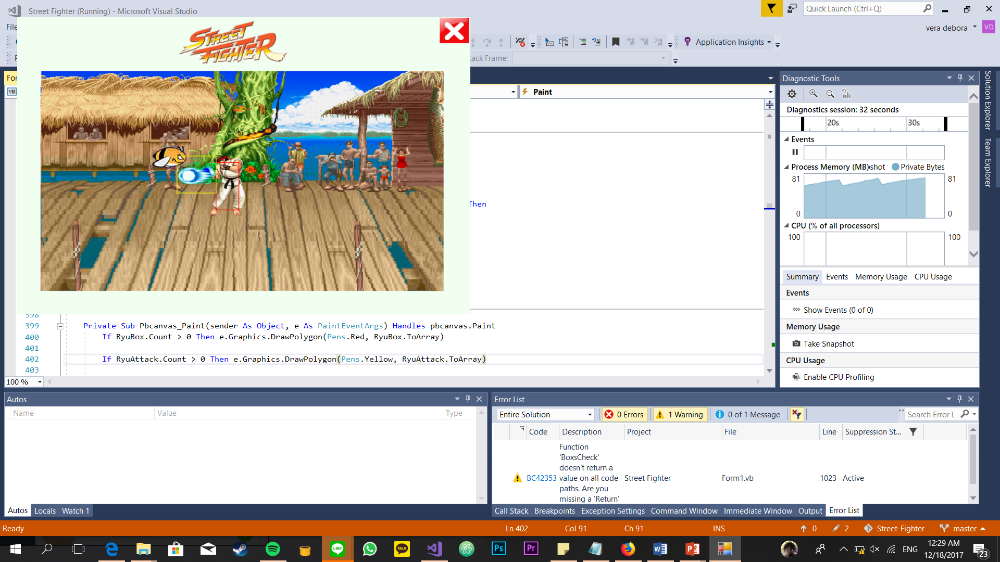 Street Fighter (Running) - Microsoft Visual Studio
Quick Launch (Ctrl+Q)
File
vera debora
VD
STREET FIGHTER
Application Insights
tack Frame:
For
VB
Paint
Then
398
399 Private Sub Pbcanvas_Paint(sender As Object, e As PaintEventArgs) Handles pbcanvas.Paint
400 If RyuBox.Count > 0 Then e.Graphics.DrawPolygon(Pens.Red, RyuBox.ToArray)
401
402 If RyuAttack.Count > 0 Then e.Graphics.DrawPolygon(Pens.Yellow, RyuAttack.ToArray)
403
100 %
Diagnostic Tools
Diagnostics session: 32 seconds
20s 30s
Events
Process Memory (MB) shot Private Bytes
81 81
0 0
CPU (% of all processors)
100 100
Summary Events Memory Usage CPU Usage
Events
Show Events (0 of 0)
Memory Usage
Take Snapshot
CPU Usage
Enable CPU Profiling
Solution Explorer
Team Explorer
Autos
Name Value Type
Autos Locals Watch 1
Error List
Entire Solution 0 Errors 1 Warning 0 of 1 Message Search Error L
Code Description Project File Line Suppression St...
BC42353 Function
'BoxsCheck'
doesn't return a
value on all code
paths. Are you
missing a 'Return'
Street Fighter Form1.vb 1023 Active
Call Stack Breakpoints Exception Settings Command Window Immediate Window Output Error List
Ready Ln 402 Col 91 Ch 91 INS 0 2 Street-Fighter master
LINE
TALK
Ps
Pr
ENG
12:29 AM
12/18/2017
23